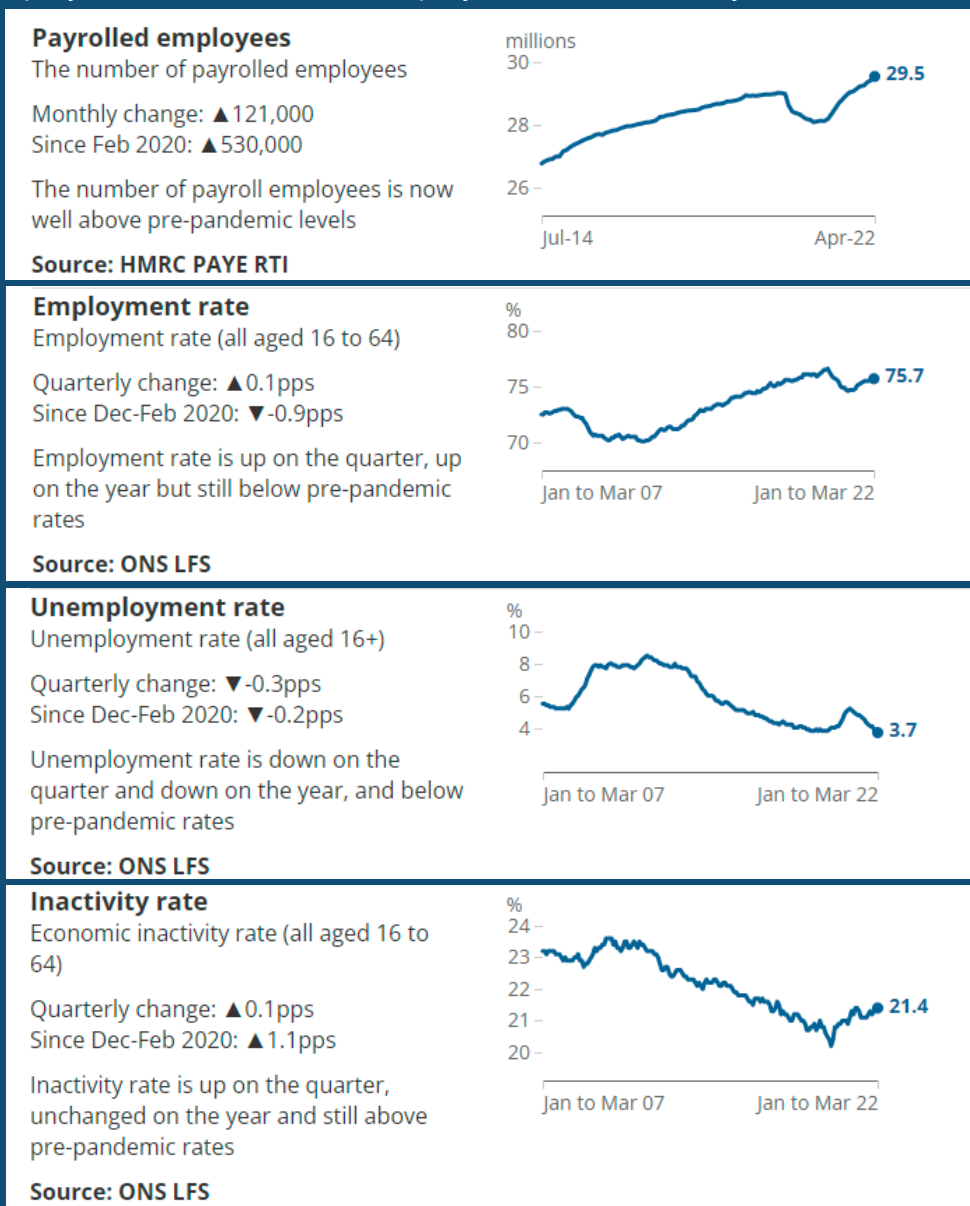 Payrolled employees
The number of payrolled employees
Monthly change: ▲121,000
Since Feb 2020: ▲530,000
The number of payroll employees is now
well above pre-pandemic levels
Source: HMRC PAYE RTI
millions
30
28
26
29.5
Jul-14
Apr-22
Employment rate
Employment rate (all aged 16 to 64)
Quarterly change: ▲0.1pps
Since Dec-Feb 2020: ▼-0.9pps
Employment rate is up on the quarter, up
on the year but still below pre-pandemic
rates
Source: ONS LFS
%
80
75
70
75.7
Jan to Mar 07
Jan to Mar 22
Unemployment rate
Unemployment rate (all aged 16+)
Quarterly change: ▼-0.3pps
Since Dec-Feb 2020: ▼-0.2pps
Unemployment rate is down on the
quarter and down on the year, and below
pre-pandemic rates
Source: ONS LFS
%
10
8
6
4
3.7
Jan to Mar 07
Jan to Mar 22
Inactivity rate
Economic inactivity rate (all aged 16 to
64)
Quarterly change: ▲0.1pps
Since Dec-Feb 2020: ▲1.1pps
Inactivity rate is up on the quarter,
unchanged on the year and still above
pre-pandemic rates
Source: ONS LFS
%
24
23
22
21
20
21.4
Jan to Mar 07
Jan to Mar 22